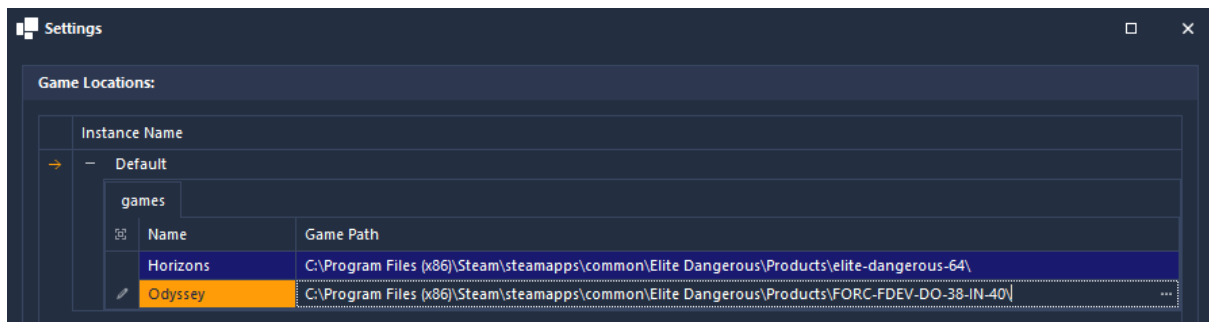 Settings
Game Locations:
Instance Name
Default
games
Name Game Path
Horizons C:\Program Files (x86)\Steam\steamapps\common\Elite Dangerous\Products\elite-dangerous-64\
Odyssey C:\Program Files (x86)\Steam\steamapps\common\Elite Dangerous\Products\FORC-FDEV-DO-38-IN-40\ ...